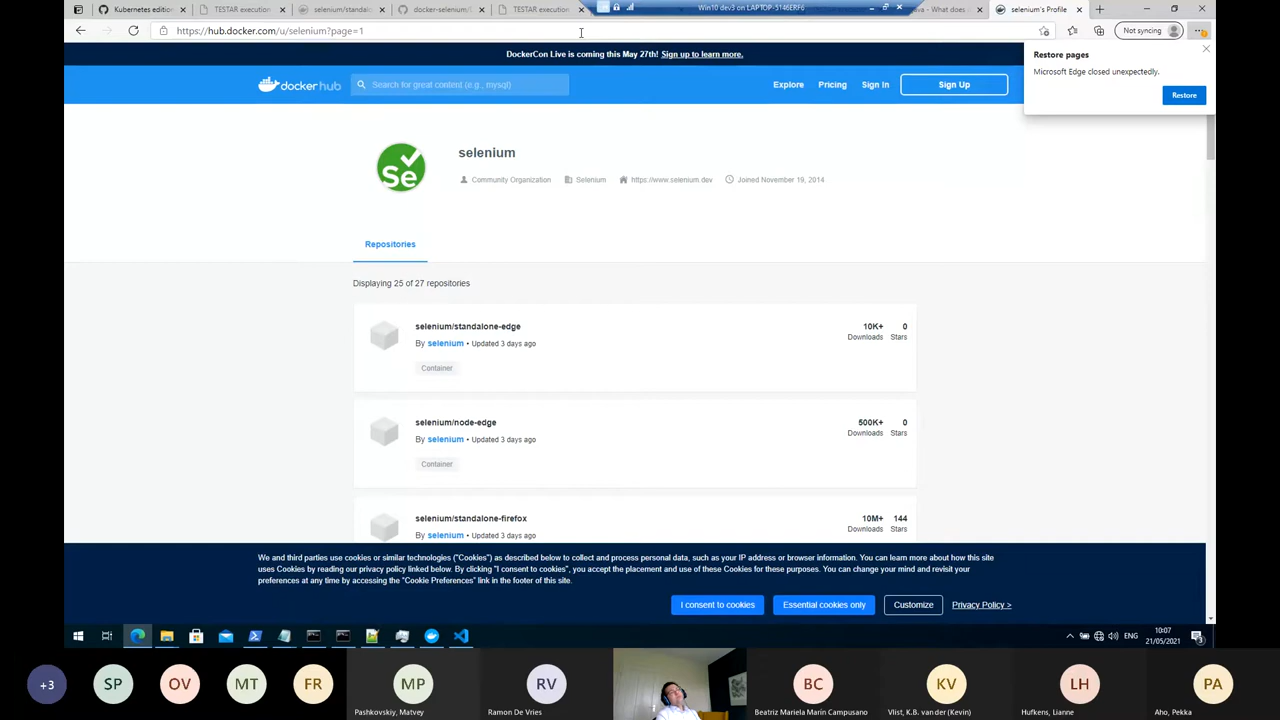 Kubernetes edition
TESTAR execution
selenium/standalo
docker-selenium/
TESTAR execution
Win10 dev3 on LAPTOP-5146ERF6
ava - What does
selenium's Profile
https://hub.docker.com/u/selenium?page=1
Not syncing
DockerCon Live is coming this May 27th! Sign up to learn more.
Restore pages
Microsoft Edge closed unexpectedly.
Restore
docker hub
Search for great content (e.g., mysql)
Explore
Pricing
Sign In
Sign Up
Se
selenium
Community Organization
Selenium
https://www.selenium.dev
Joined November 19, 2014
Repositories
Displaying 25 of 27 repositories
selenium/standalone-edge
By selenium • Updated 3 days ago
Container
10K+
Downloads
0
Stars
selenium/node-edge
By selenium • Updated 3 days ago
Container
500K+
Downloads
0
Stars
selenium/standalone-firefox
By selenium • Updated 3 days ago
10M+
Downloads
144
Stars
We and third parties use cookies or similar technologies ("Cookies") as described below to collect and process personal data, such as your IP address or browser information. You can learn more about how this site
uses Cookies by reading our privacy policy linked below. By clicking "I consent to cookies", you accept the placement and use of these Cookies for these purposes. You can change your mind and revisit your
preferences at any time by accessing the "Cookie Preferences" link in the footer of this site.
I consent to cookies
Essential cookies only
Customize
Privacy Policy >
ENG
10:07
21/05/2021
3
+3
SP
OV
MT
FR
MP
Pashkovskiy, Matvey
RV
Ramon De Vries
BC
Beatriz Mariela Marín Campusano
KV
Vlist, K.B. van der (Kevin)
LH
Hufkens, Lianne
PA
Aho, Pekka